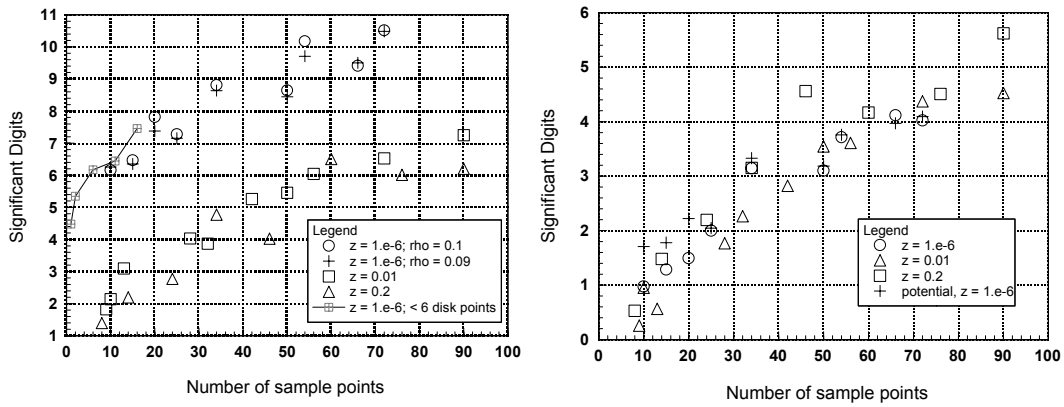 11
10
9
8
7
6
5
4
3
2
1
Significant Digits
0 10 20 30 40 50 60 70 80 90 100
Number of sample points
Legend
z = 1.e-6; rho = 0.1
z = 1.e-6; rho = 0.09
z = 0.01
z = 0.2
z = 1.e-6; < 6 disk points
6
5
4
3
2
1
0
Significant Digits
0 10 20 30 40 50 60 70 80 90 100
Number of sample points
Legend
z = 1.e-6
z = 0.01
z = 0.2
potential, z = 1.e-6